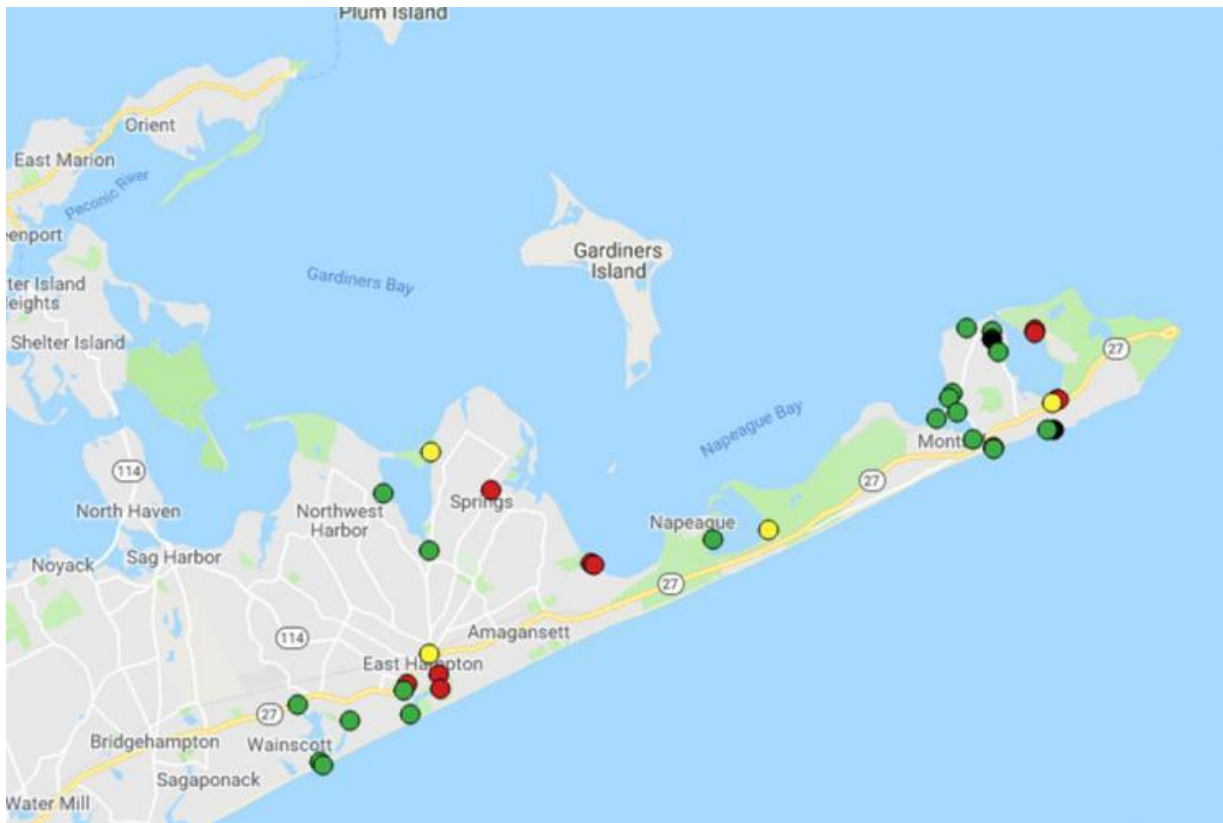 Plum Island
Orient
East Marion
Peconic River
eenport
Gardiners
Island
ter Island
eights
Gardiners Bay
Shelter Island
27
Napeague Bay
Mont
114
27
North Haven
Springs
Northwest
Harbor
Napeague
Sag Harbor
Noyack
27
114
Amagansett
East Hampton
27
Bridgehampton
Wainscott
Sagaponack
Water Mill